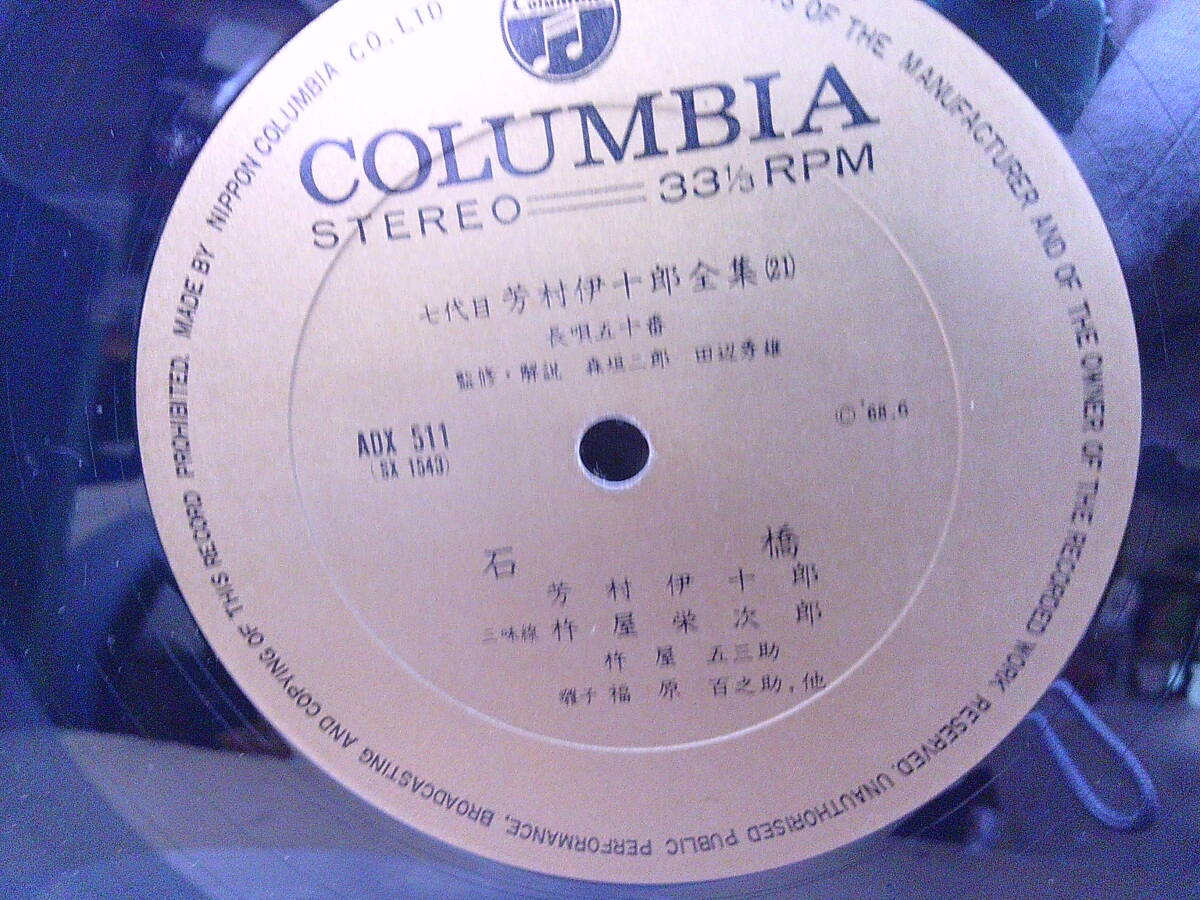 Columbia
COLUMBIA
STEREO 33⅓ RPM
七代目 芳村伊十郎全集(21)
長唄五十番
監修・解説 森垣二郎 田辺秀雄
ADX 511
(SX 1543)
©'68.6
石橋
芳村伊十郎
三味線 杵屋栄次郎
杵屋五三助
囃子 福原百之助,他
OF THE MANUFACTURER AND OF THE OWNER OF THE RECORDED WORK RESERVED. UNAUTHORISED PUBLIC PERFORMANCE, BROADCASTING AND COPYING OF THIS RECORD PROHIBITED. MADE BY NIPPON COLUMBIA CO., LTD